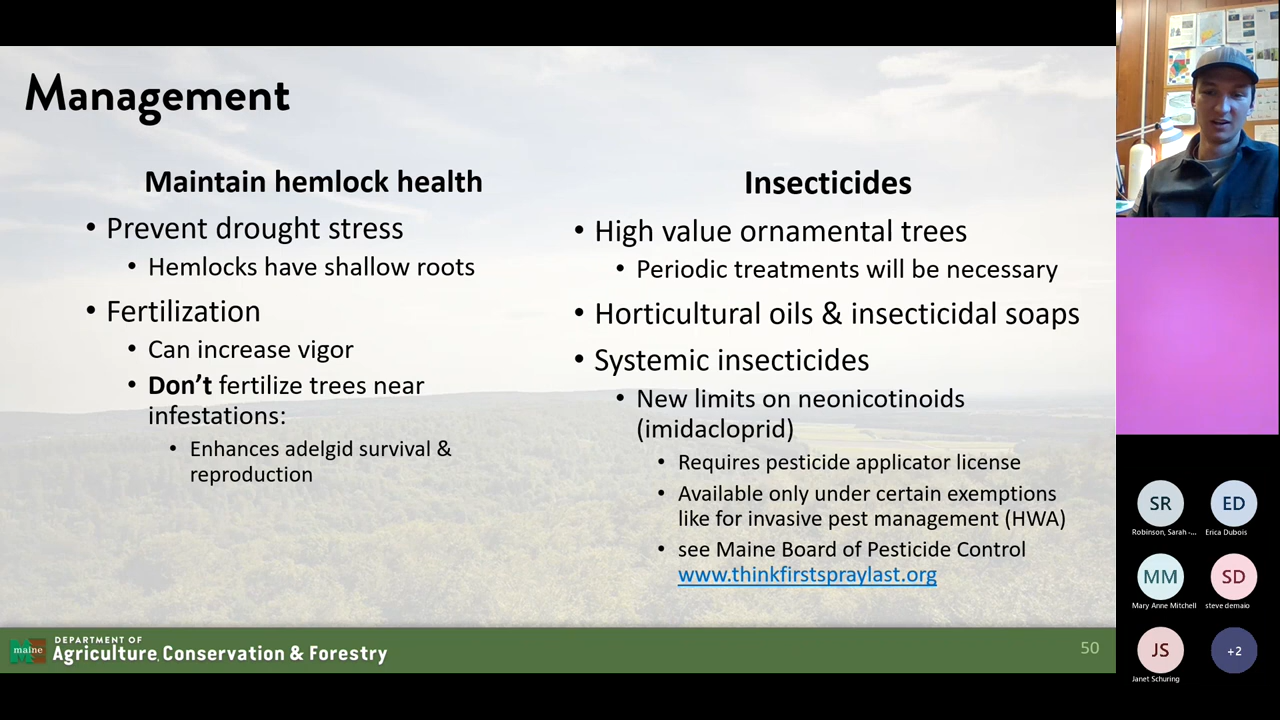 Management
Maintain hemlock health
• Prevent drought stress
• Hemlocks have shallow roots
• Fertilization
• Can increase vigor
• Don't fertilize trees near
infestations:
• Enhances adelgid survival &
reproduction
Insecticides
• High value ornamental trees
• Periodic treatments will be necessary
• Horticultural oils & insecticidal soaps
• Systemic insecticides
• New limits on neonicotinoids
(imidacloprid)
• Requires pesticide applicator license
• Available only under certain exemptions
like for invasive pest management (HWA)
• see Maine Board of Pesticide Control
www.thinkfirstspraylast.org
maine
DEPARTMENT OF
Agriculture, Conservation & Forestry
50
SR
Robinson, Sarah -...
ED
Erica Dubois
MM
Mary Anne Mitchell
SD
steve demaio
JS
Janet Schuring
+2